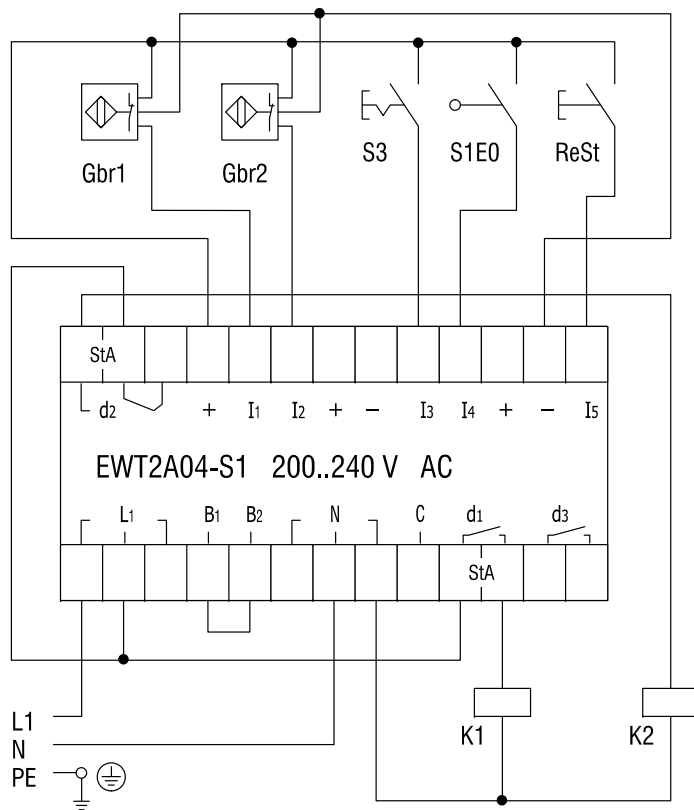 Gbr1 Gbr2 S3 S1E0 ReSt
StA
d2 + I1 I2 + − I3 I4 + − I5
EWT2A04-S1 200..240 V AC
L1 B1 B2 N C d1 d3
StA
L1
N
PE
K1 K2